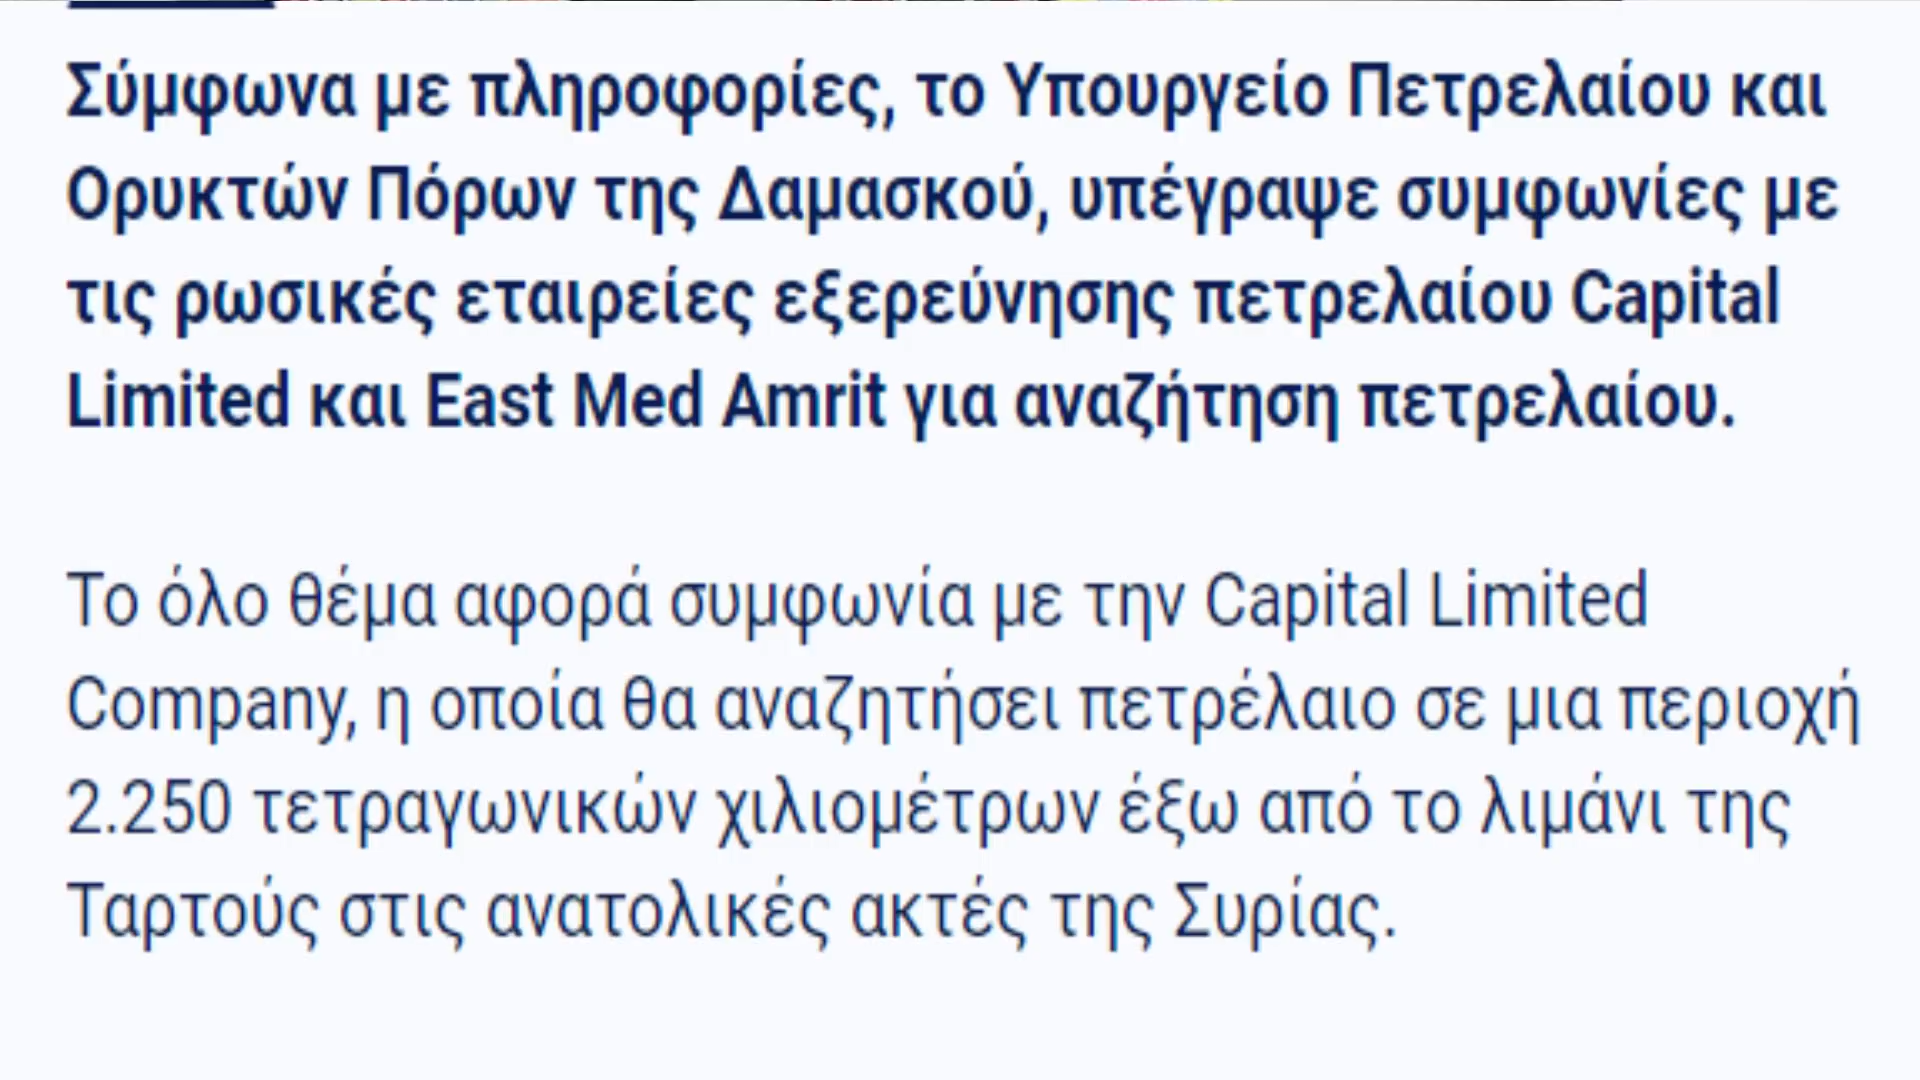 Σύμφωνα με πληροφορίες, το Υπουργείο Πετρελαίου και
Ορυκτών Πόρων της Δαμασκού, υπέγραψε συμφωνίες με
τις ρωσικές εταιρείες εξερεύνησης πετρελαίου Capital
Limited και East Med Amrit για αναζήτηση πετρελαίου.
Το όλο θέμα αφορά συμφωνία με την Capital Limited
Company, η οποία θα αναζητήσει πετρέλαιο σε μια περιοχή
2.250 τετραγωνικών χιλιομέτρων έξω από το λιμάνι της
Ταρτούς στις ανατολικές ακτές της Συρίας.